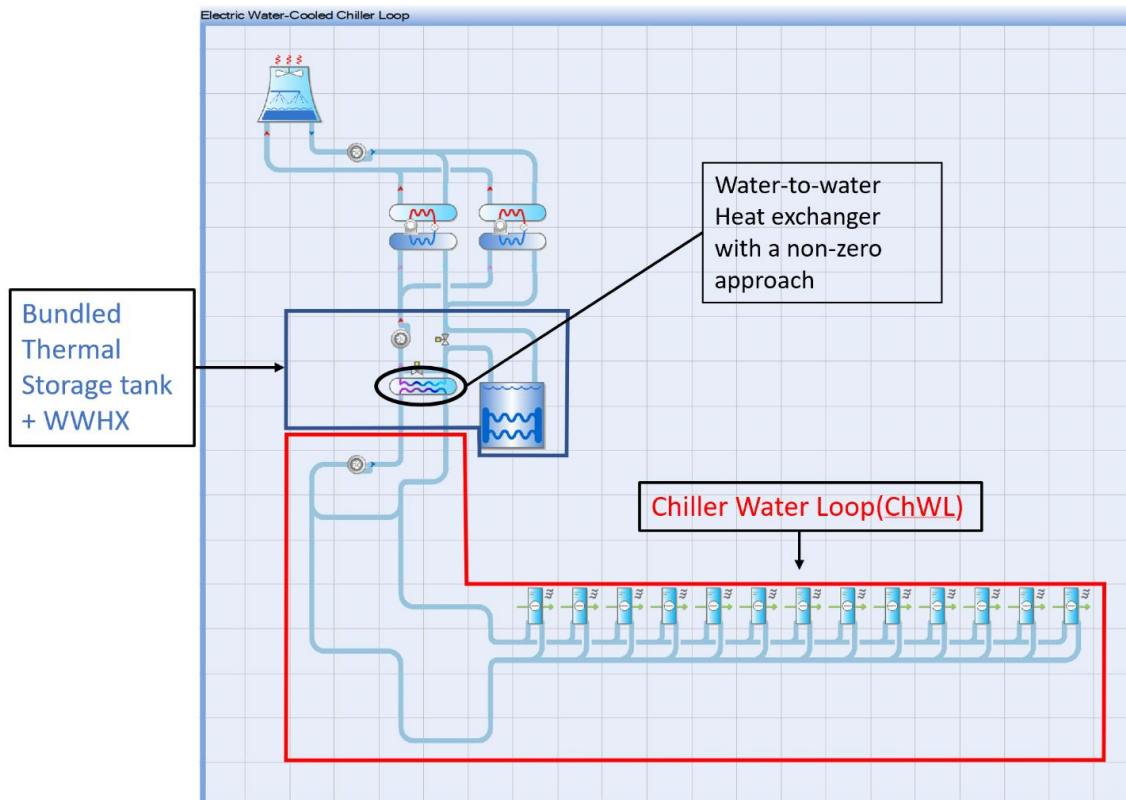 Electric Water-Cooled Chiller Loop
Water-to-water
Heat exchanger
with a non-zero
approach
Bundled
Thermal
Storage tank
+ WWHX
Chiller Water Loop(ChWL)